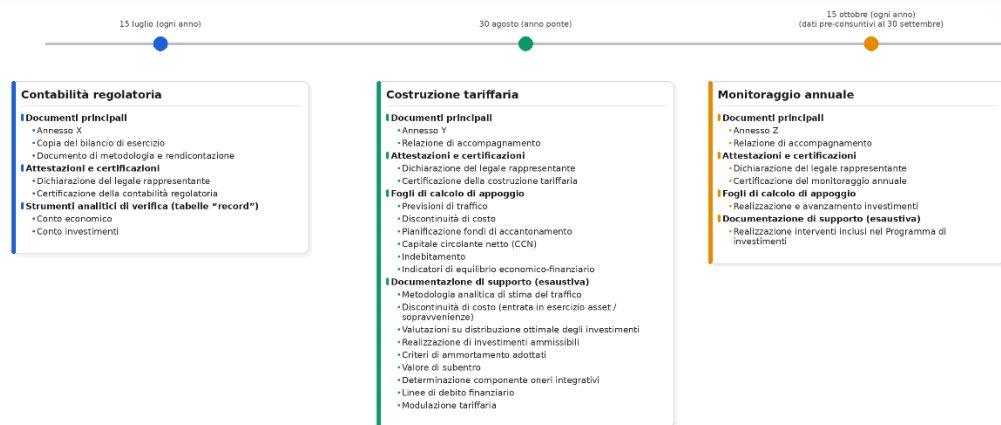 15 luglio (ogni anno)
30 agosto (anno ponte)
15 ottobre (ogni anno)
(dati pre-consuntivi al 30 settembre)
Contabilità regolatoria
Documenti principali
•Annesso X
•Copia del bilancio di esercizio
•Documento di metodologia e rendicontazione
Attestazioni e certificazioni
•Dichiarazione del legale rappresentante
•Certificazione della contabilità regolatoria
Strumenti analitici di verifica (tabelle “record”)
•Conto economico
•Conto investimenti
Costruzione tariffaria
Documenti principali
•Annesso Y
•Relazione di accompagnamento
Attestazioni e certificazioni
•Dichiarazione del legale rappresentante
•Certificazione della costruzione tariffaria
Fogli di calcolo di appoggio
•Previsioni di traffico
•Discontinuità di costo
•Pianificazione fondi di accantonamento
•Capitale circolante netto (CCN)
•Indebitamento
•Indicatori di equilibrio economico-finanziario
Documentazione di supporto (esaustiva)
•Metodologia analitica di stima del traffico
•Discontinuità di costo (entrata in esercizio asset /
sopravvenienze)
•Valutazioni su distribuzione ottimale degli investimenti
•Realizzazione di investimenti ammissibili
•Criteri di ammortamento adottati
•Valore di subentro
•Determinazione componente oneri integrativi
•Linee di debito finanziario
•Modulazione tariffaria
Monitoraggio annuale
Documenti principali
•Annesso Z
•Relazione di accompagnamento
Attestazioni e certificazioni
•Dichiarazione del legale rappresentante
•Certificazione del monitoraggio annuale
Fogli di calcolo di appoggio
•Realizzazione e avanzamento investimenti
Documentazione di supporto (esaustiva)
•Realizzazione interventi inclusi nel Programma di
investimenti